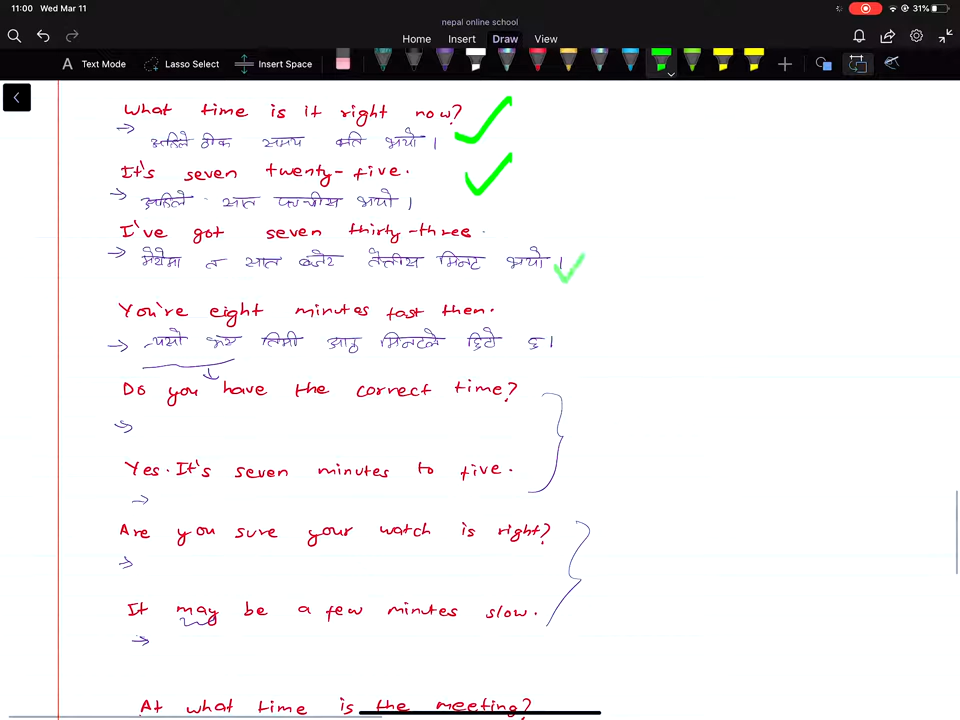 11:00 Wed Mar 11
31%
nepal online school
Home Insert Draw View
Text Mode Lasso Select Insert Space
What time is it right now?
→ अहिले ठीक समय कति भयो ।
It's seven twenty-five.
→ अहिले सात पच्चीस भयो ।
I've got seven thirty-three.
→ मेरोमा त सात बजेर तेत्तीस मिनट भयो ।
You're eight minutes fast then.
→ त्यसो भए तिमी आठ मिनटले छिटो छ ।
Do you have the correct time?
→
Yes. It's seven minutes to five.
→
Are you sure your watch is right?
→
It may be a few minutes slow.
→
At what time is the meeting?